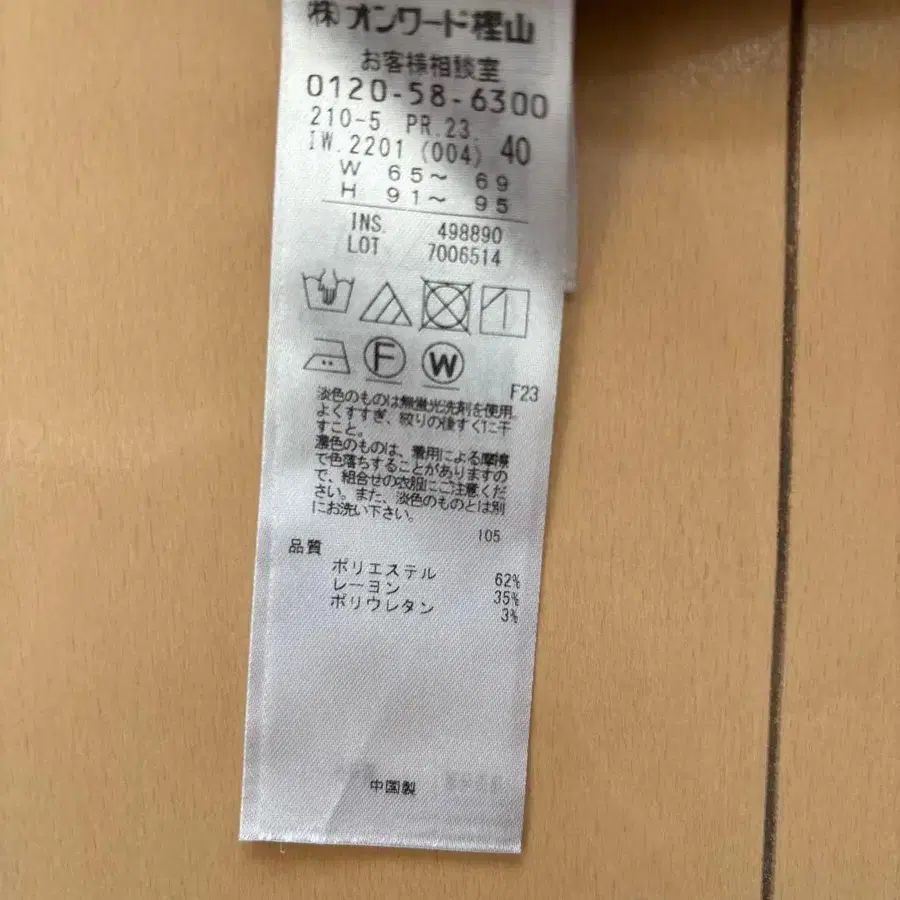 ㈱オンワード樫山
お客様相談室
0120-58-6300
210-5 PR.23.
IW.2201 (004) 40
W 65～ 69
H 91～ 95
INS. 498890
LOT 7006514
F
W
F23
淡色のものは無蛍光洗剤を使用。
よくすすぎ、絞りの後すぐに干
すこと。
濃色のものは、着用による摩擦
で色落ちすることがありますの
で、組合せの衣服にご注意くだ
さい。また、淡色のものとは別
にお洗い下さい。
105
品質
ポリエステル 62%
レーヨン 35%
ポリウレタン 3%
中国製